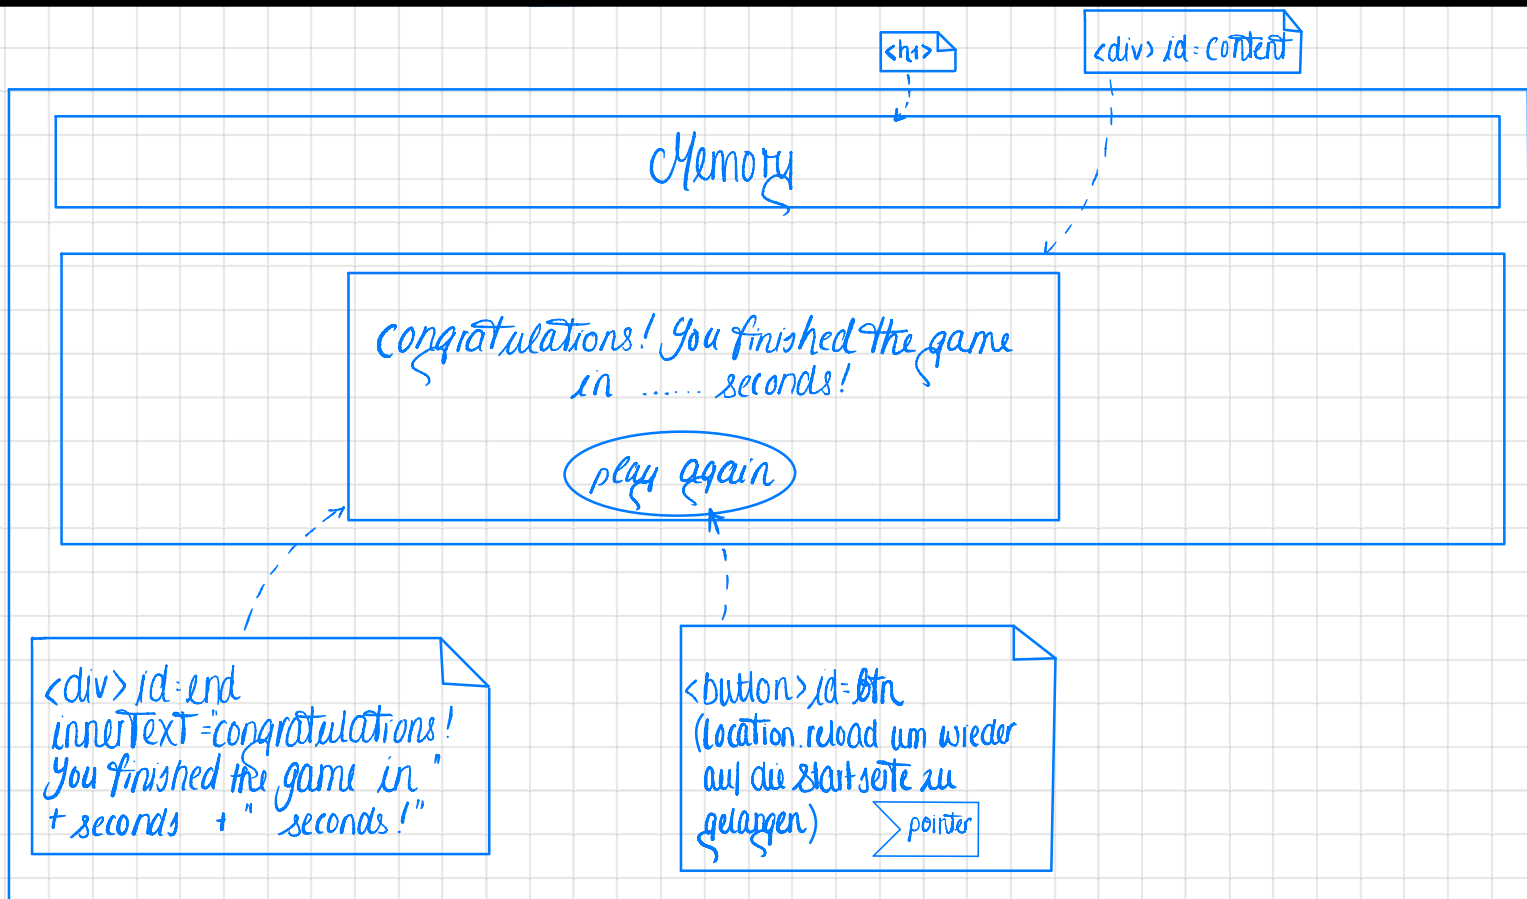 <h1>
<div> id=content
Memory
congratulations! You finished the game
in ...... seconds!
play again
<div> id=end
innerText="congratulations!
You finished the game in "
+ seconds + " seconds!"
<button> id=btn
(location.reload um wieder
auf die Startseite zu
gelangen)
pointer